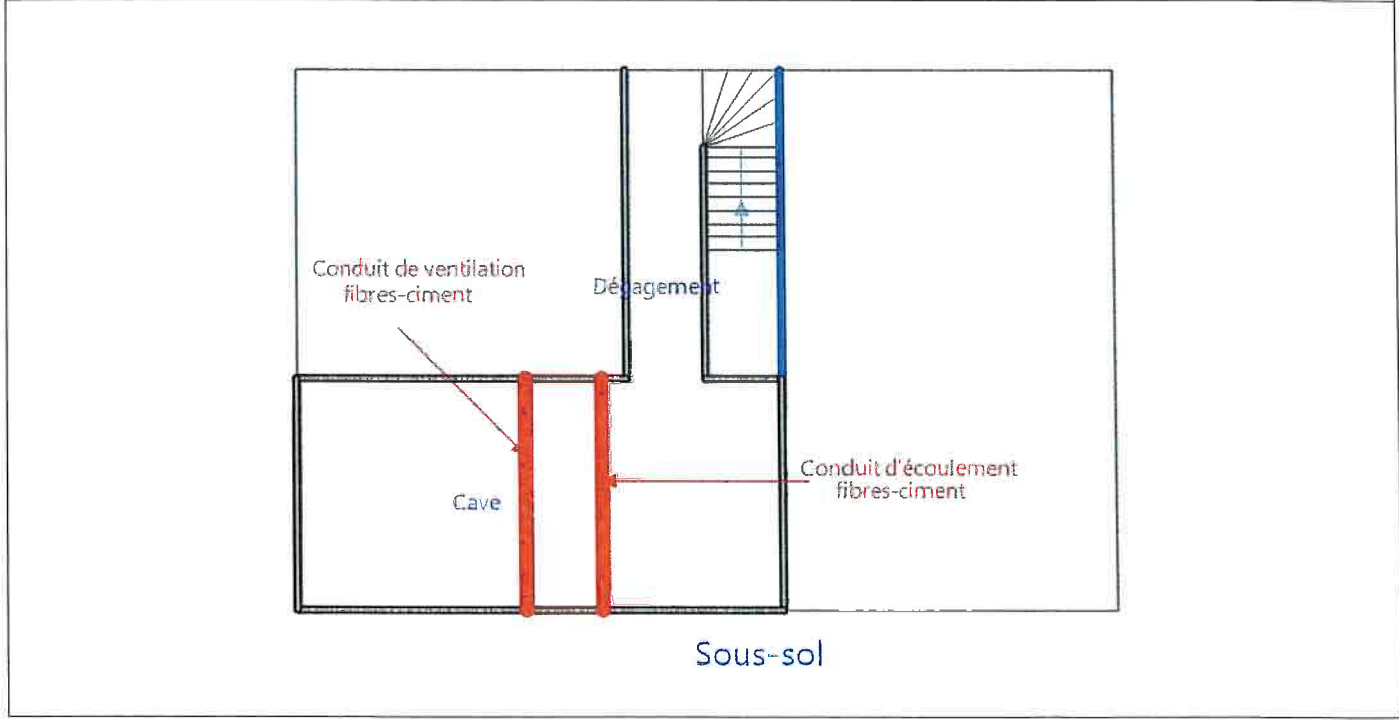 Conduit de ventilation
fibres-ciment
Dégagement
Conduit d'écoulement
fibres-ciment
Cave
Sous-sol